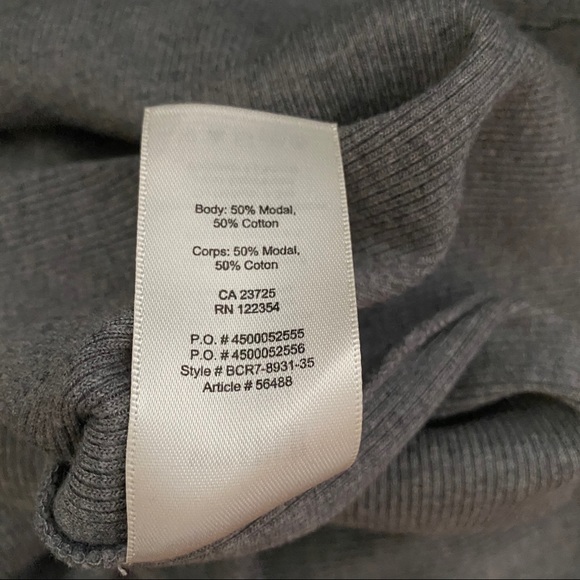 Body: 50% Modal,
50% Cotton
Corps: 50% Modal,
50% Coton
CA 23725
RN 122354
P.O. # 4500052555
P.O. # 4500052556
Style # BCR7-8931-35
Article # 56488